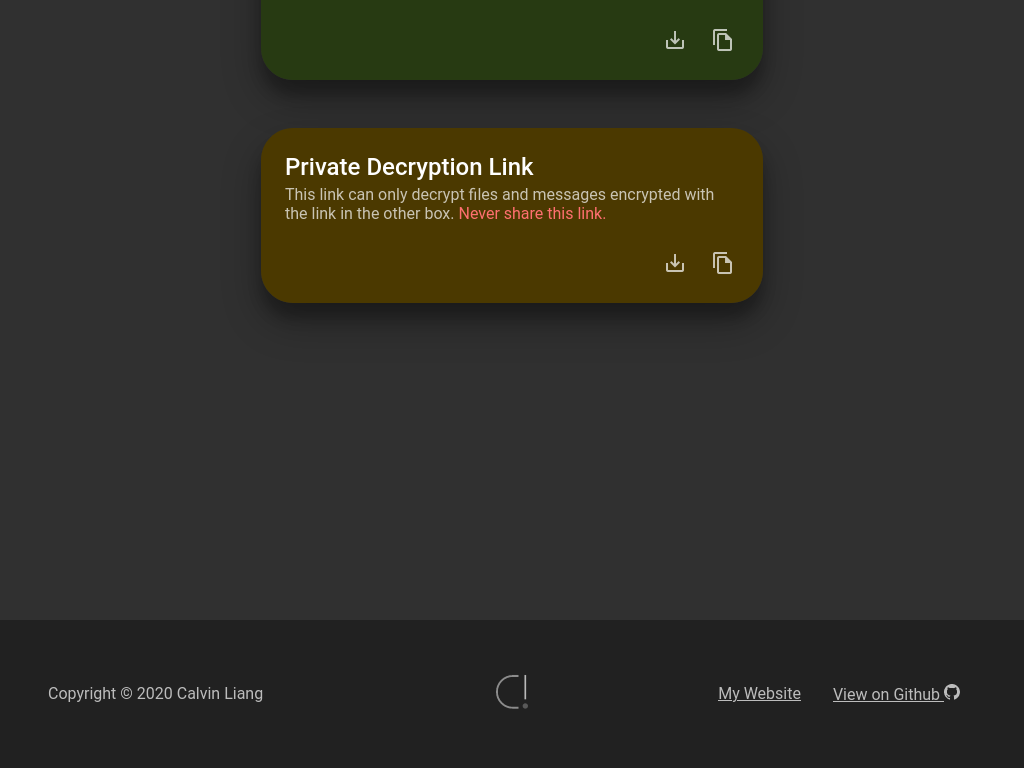 Private Decryption Link
This link can only decrypt files and messages encrypted with
the link in the other box. Never share this link.
Copyright © 2020 Calvin Liang
My Website
View on Github